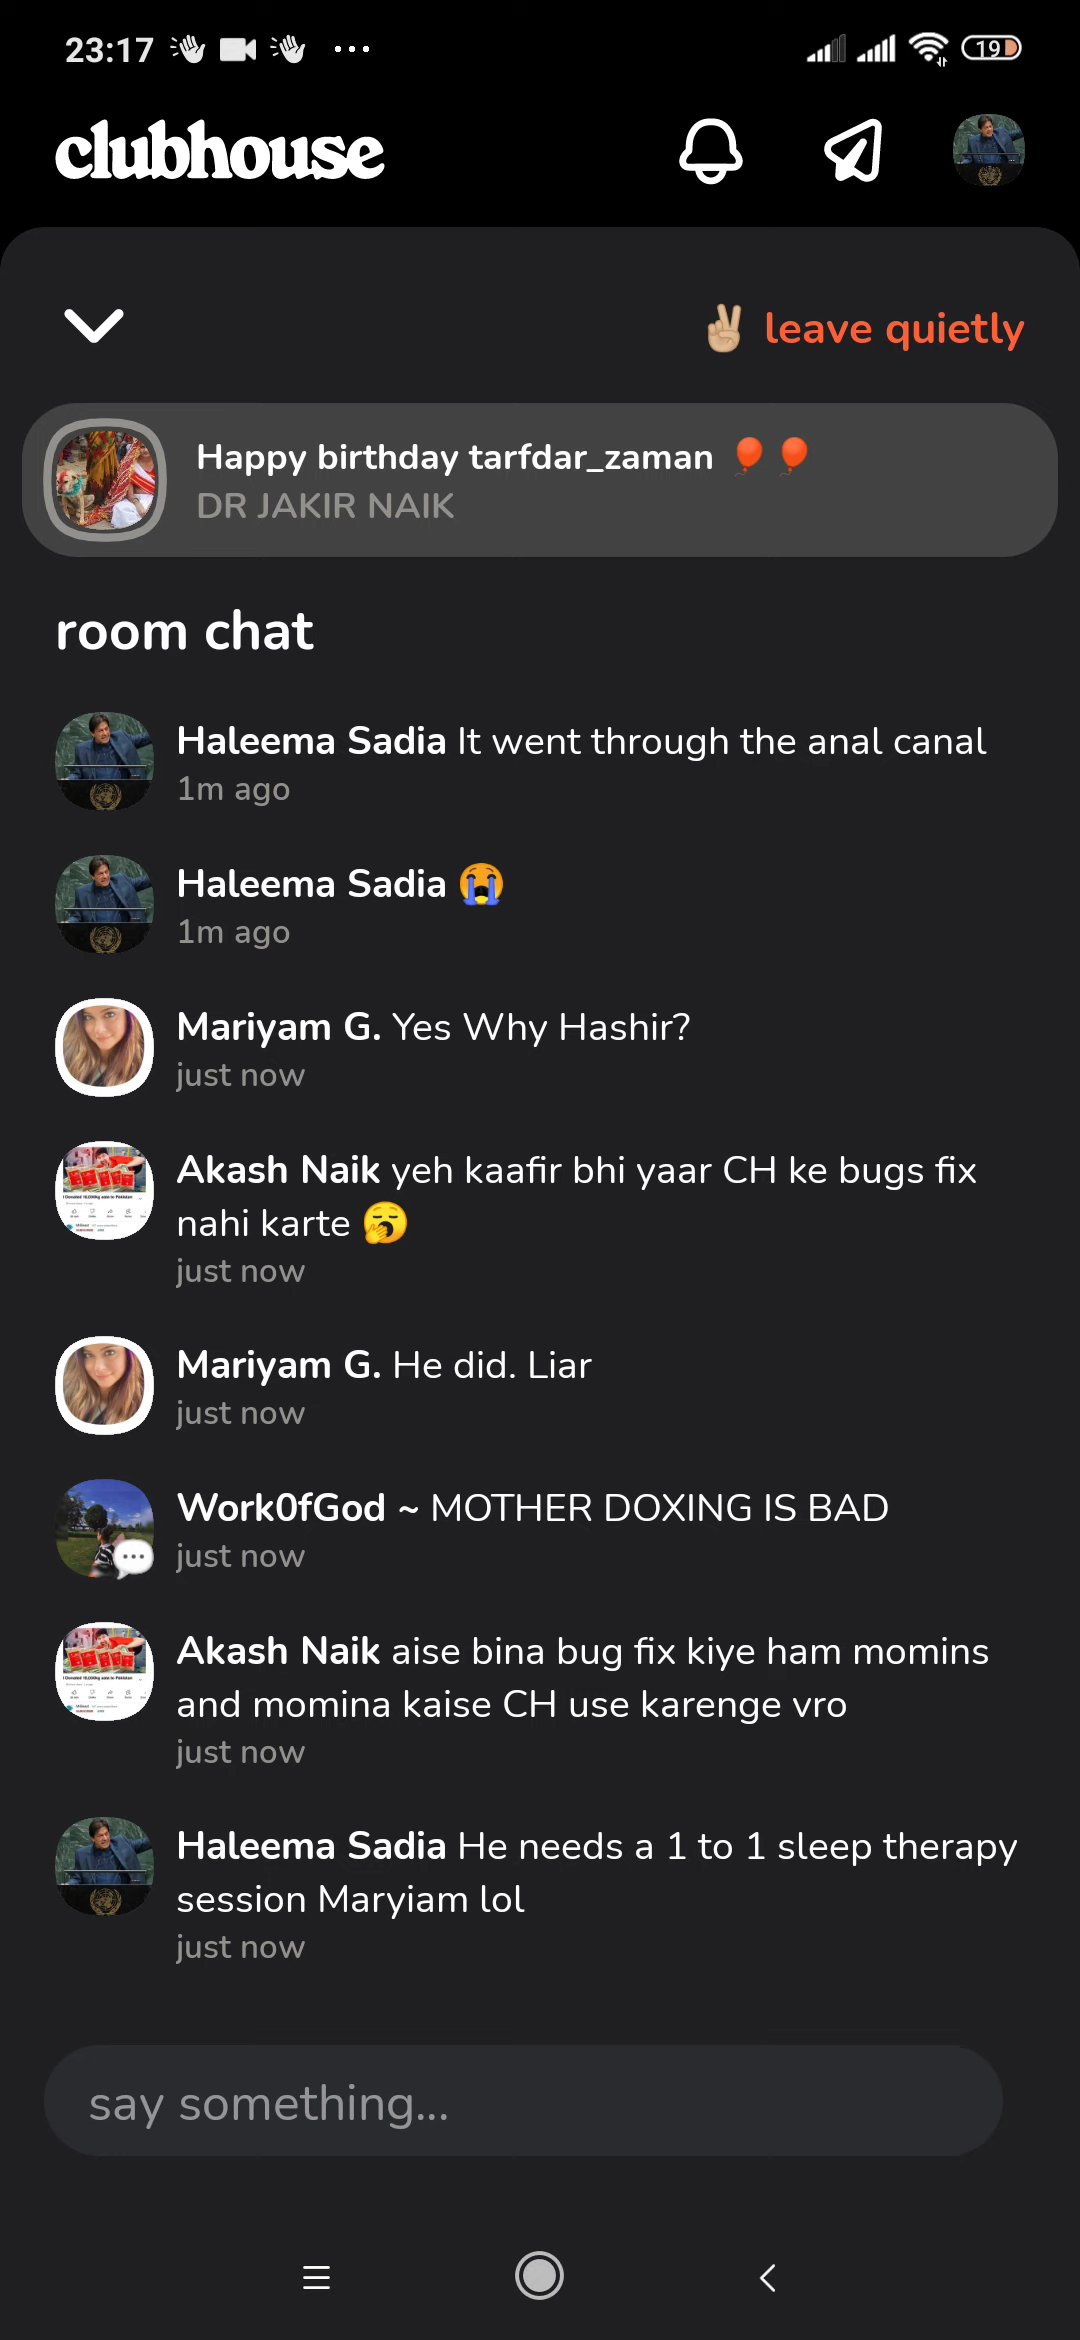 23:17
19
clubhouse
✌🏼 leave quietly
Happy birthday tarfdar_zaman 🎈🎈
DR JAKIR NAIK
room chat
Haleema Sadia It went through the anal canal
1m ago
Haleema Sadia 😭
1m ago
Mariyam G. Yes Why Hashir?
just now
Akash Naik yeh kaafir bhi yaar CH ke bugs fix
nahi karte 🥱
just now
Mariyam G. He did. Liar
just now
Work0fGod ~ MOTHER DOXING IS BAD
just now
Akash Naik aise bina bug fix kiye ham momins
and momina kaise CH use karenge vro
just now
Haleema Sadia He needs a 1 to 1 sleep therapy
session Maryiam lol
just now
say something...